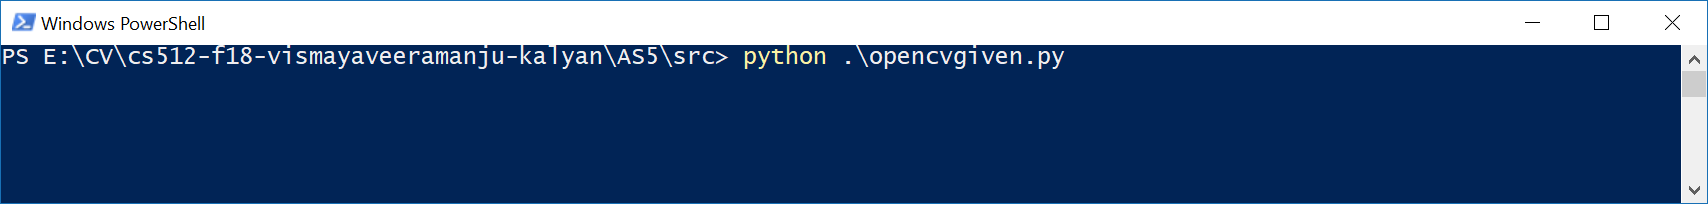 Windows PowerShell
PS E:\CV\cs512-f18-vismayaveeramanju-kalyan\AS5\src> python .\opencvgiven.py